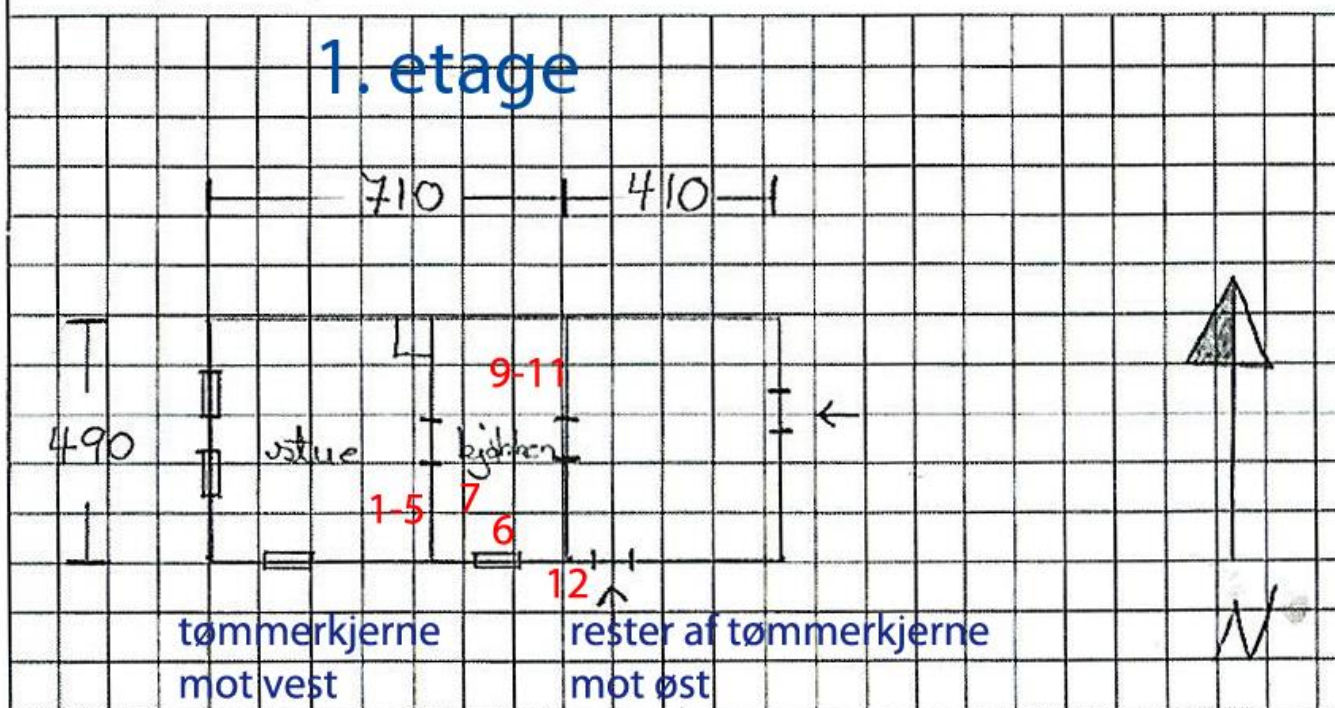 1. etage
710 410
490
stue
kjøkken
9-11
1-5
7
6
12
tømmerkjerne
mot vest
rester af tømmerkjerne
mot øst
N